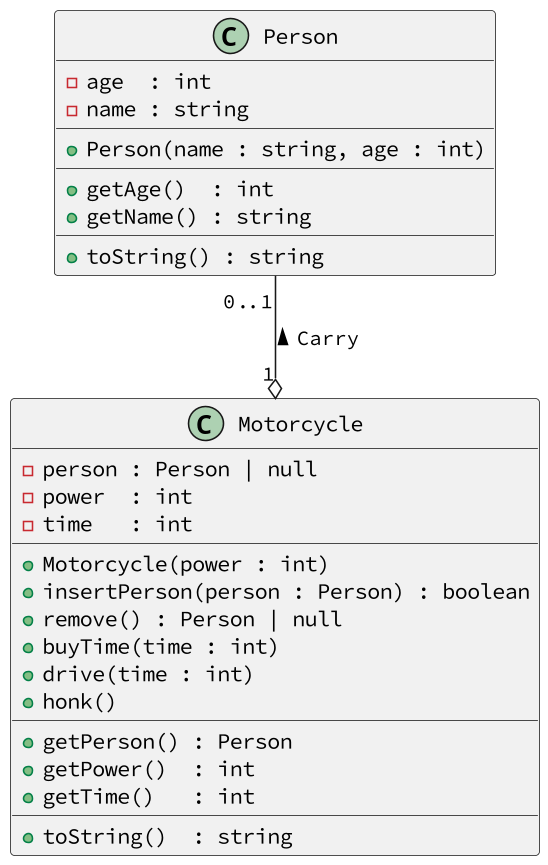 C Person
age  : int
name : string
Person(name : string, age : int)
getAge()  : int
getName() : string
toString() : string
0..1
Carry
1
C Motorcycle
person : Person | null
power  : int
time   : int
Motorcycle(power : int)
insertPerson(person : Person) : boolean
remove() : Person | null
buyTime(time : int)
drive(time : int)
honk()
getPerson() : Person
getPower()  : int
getTime()   : int
toString()  : string